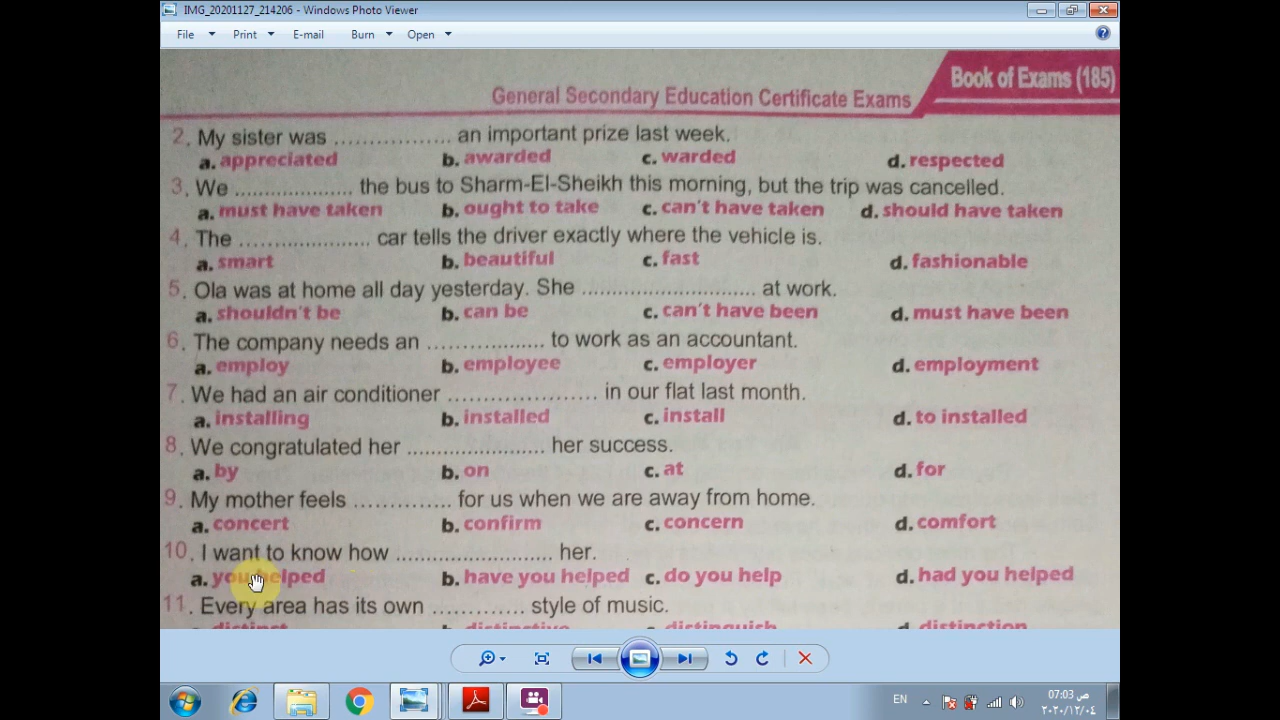 IMG_20201127_214206 - Windows Photo Viewer
File Print E-mail Burn Open
Book of Exams (185)
General Secondary Education Certificate Exams
2. My sister was .................. an important prize last week.
a. appreciated b. awarded c. warded d. respected
3. We .................. the bus to Sharm-El-Sheikh this morning, but the trip was cancelled.
a. must have taken b. ought to take c. can't have taken d. should have taken
4. The .................... car tells the driver exactly where the vehicle is.
a. smart b. beautiful c. fast d. fashionable
5. Ola was at home all day yesterday. She .......................... at work.
a. shouldn't be b. can be c. can't have been d. must have been
6. The company needs an .................. to work as an accountant.
a. employ b. employee c. employer d. employment
7. We had an air conditioner ...................... in our flat last month.
a. installing b. installed c. install d. to installed
8. We congratulated her ..................... her success.
a. by b. on c. at d. for
9. My mother feels ............... for us when we are away from home.
a. concert b. confirm c. concern d. comfort
10. I want to know how ........................ her.
a. you helped b. have you helped c. do you help d. had you helped
11. Every area has its own .............. style of music.
a. distinct b. distinctive c. distinguish d. distinction
EN
07:03 ص
٢٠٢٠/١٢/٠٤